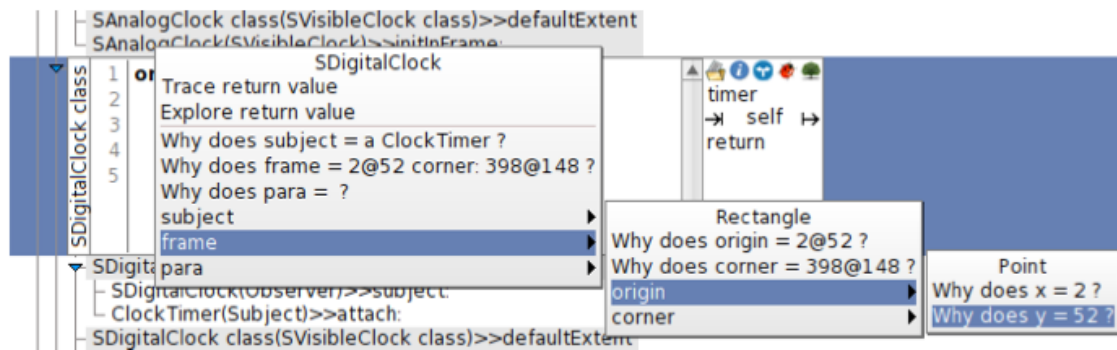 SAnalogClock class(SVisibleClock class)>>defaultExtent
SAnalogClock(SVisibleClock)>>initInFrame:
SDigitalClock class
1 or
2
3
4
5
SDigitalClock
Trace return value
Explore return value
Why does subject = a ClockTimer ?
Why does frame = 2@52 corner: 398@148 ?
Why does para = ?
subject
frame
para
timer
self
return
Rectangle
Why does origin = 2@52 ?
Why does corner = 398@148 ?
origin
corner
Point
Why does x = 2 ?
Why does y = 52 ?
SDigita
SDigitalClock(Observer)>>subject:
ClockTimer(Subject)>>attach:
SDigitalClock class(SVisibleClock class)>>defaultExtent